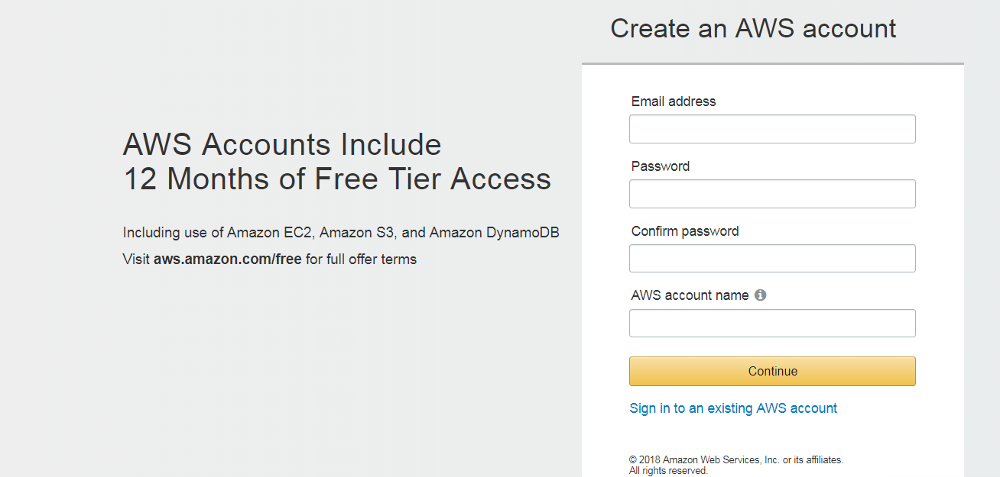 Create an AWS account
AWS Accounts Include
12 Months of Free Tier Access
Including use of Amazon EC2, Amazon S3, and Amazon DynamoDB
Visit aws.amazon.com/free for full offer terms
Email address
Password
Confirm password
AWS account name i
Continue
Sign in to an existing AWS account
© 2018 Amazon Web Services, Inc. or its affiliates.
All rights reserved.